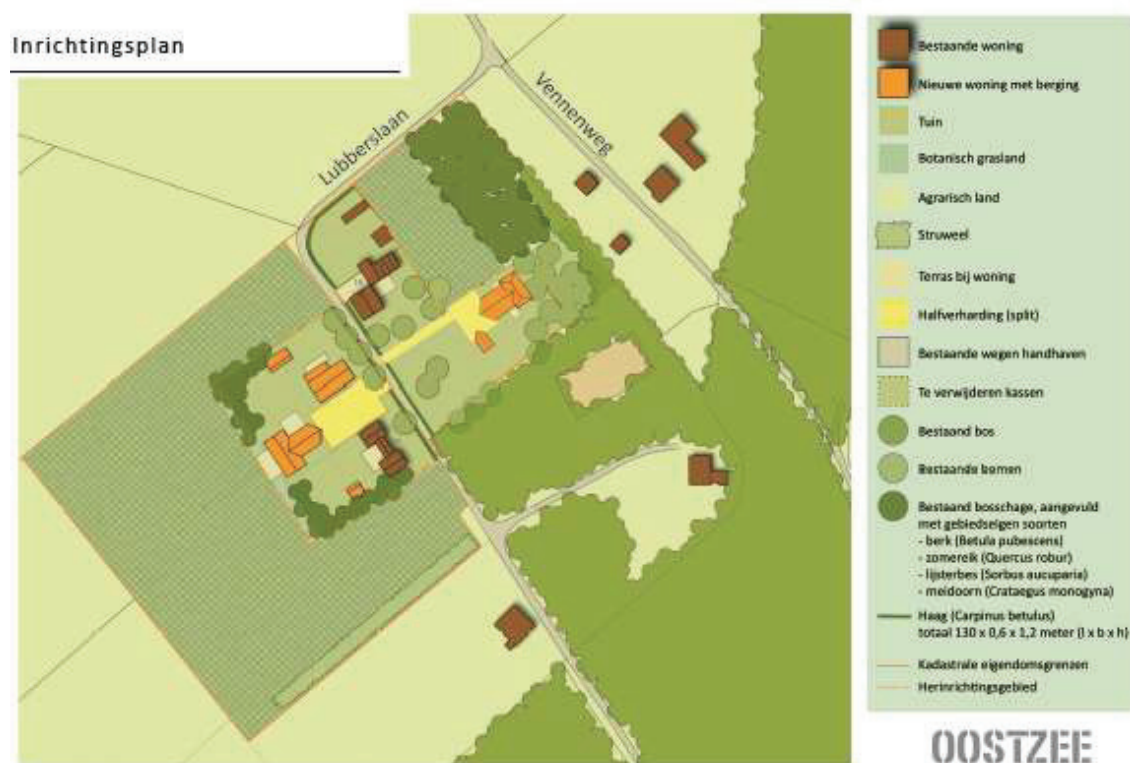 Inrichtingsplan
Lubberslaan
Vennenweg
Bestaande woning
Nieuwe woning met berging
Tuin
Botanisch grasland
Agrarisch land
Struweel
Terras bij woning
Halfverharding (split)
Bestaande wegen handhaven
Te verwijderen kassen
Bestaand bos
Bestaande bomen
Bestaand bosschage, aangevuld
met gebiedseigen soorten
- berk (Betula pubescens)
- zomereik (Quercus robur)
- lijsterbes (Sorbus aucuparia)
- meidoorn (Crataegus monogyna)
Haag (Carpinus betulus)
totaal 130 x 0,6 x 1,2 meter (l x b x h)
Kadastrale eigendomsgrenzen
Herinrichtingsgebied
OOSTZEE